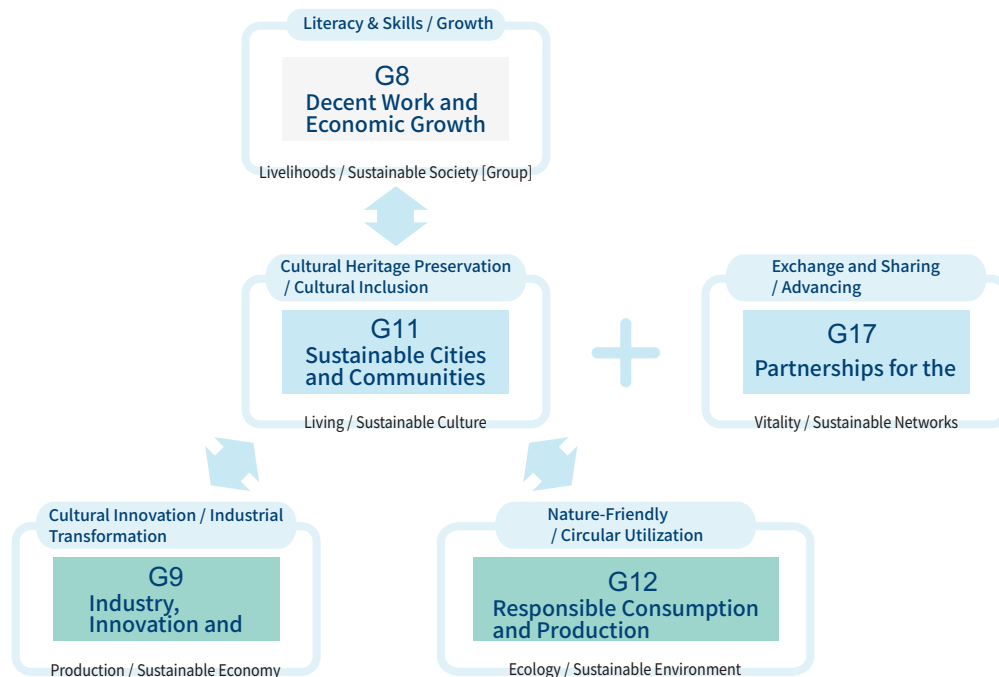 Literacy & Skills / Growth
G8
Decent Work and
Economic Growth
Livelihoods / Sustainable Society [Group]
Cultural Heritage Preservation
/ Cultural Inclusion
G11
Sustainable Cities
and Communities
Living / Sustainable Culture
Exchange and Sharing
/ Advancing
G17
Partnerships for the
Vitality / Sustainable Networks
Cultural Innovation / Industrial
Transformation
G9
Industry,
Innovation and
Production / Sustainable Economy
Nature-Friendly
/ Circular Utilization
G12
Responsible Consumption
and Production
Ecology / Sustainable Environment